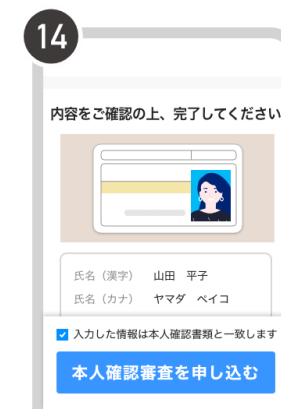 14
内容をご確認の上、完了してください
氏名（漢字） 山田 平子
氏名（カナ） ヤマダ ペイコ
入力した情報は本人確認書類と一致します
本人確認審査を申し込む